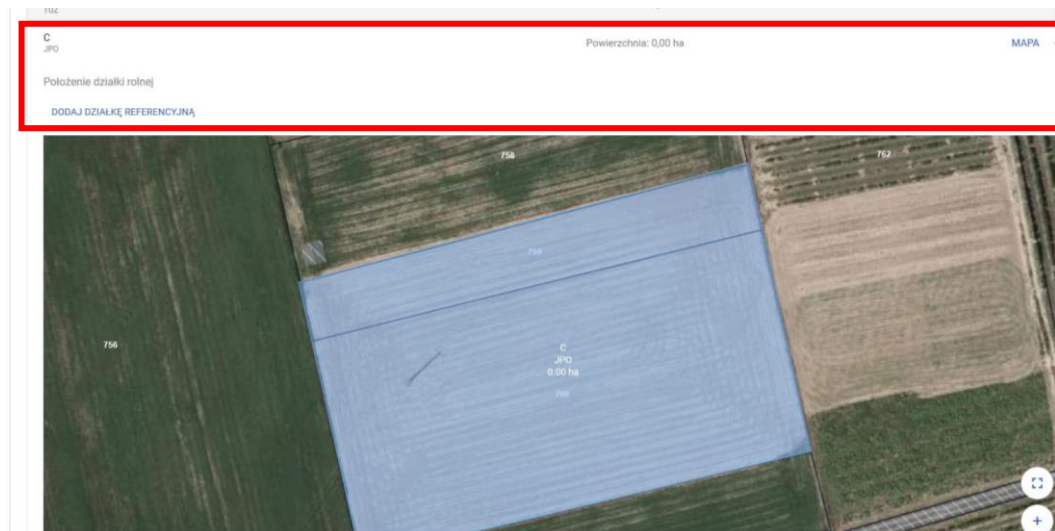 102
C
JPO
Powierzchnia: 0,00 ha
MAPA
Położenie działki rolnej
DODAJ DZIAŁKĘ REFERENCYJNĄ
758
762
759
756
C
JPO
0.00 ha
760
+